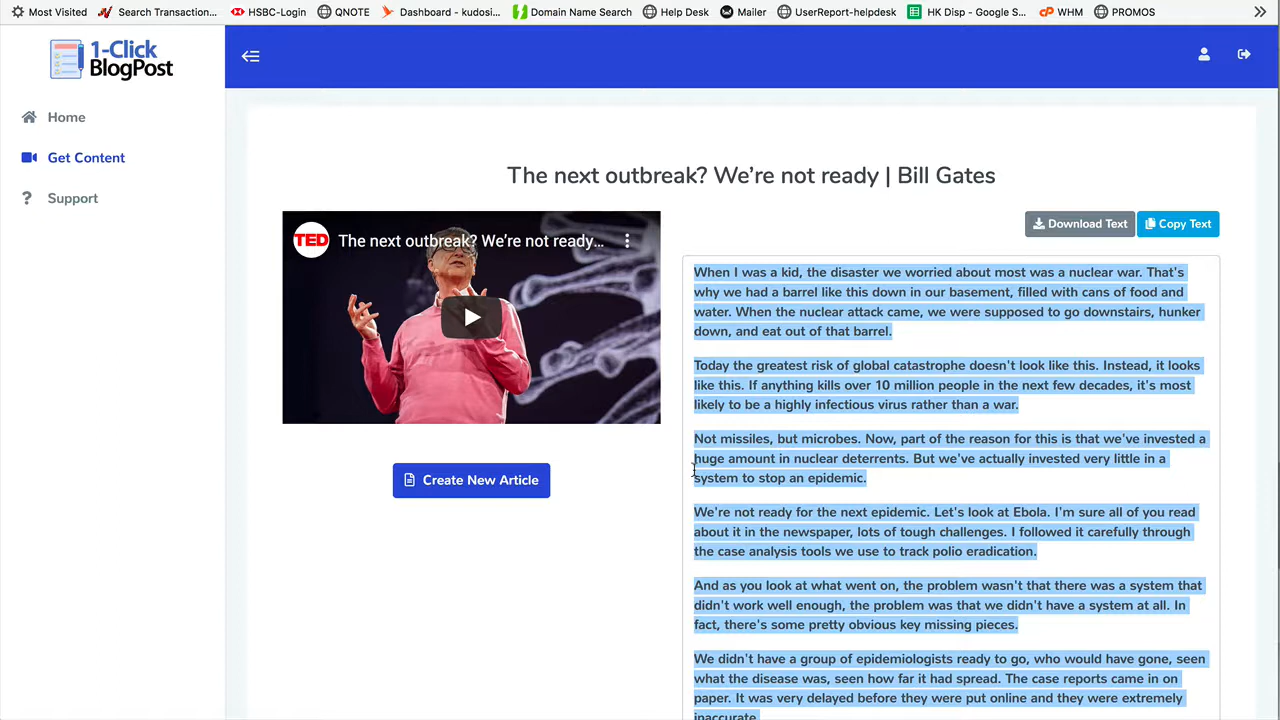 Most Visited Search Transaction... HSBC-Login QNOTE Dashboard - kudosi... Domain Name Search Help Desk Mailer UserReport-helpdesk HK Disp - Google S... WHM PROMOS
1-Click
BlogPost
Home
Get Content
Support
The next outbreak? We're not ready | Bill Gates
TED The next outbreak? We're not ready...
Create New Article
Download Text Copy Text
When I was a kid, the disaster we worried about most was a nuclear war. That's
why we had a barrel like this down in our basement, filled with cans of food and
water. When the nuclear attack came, we were supposed to go downstairs, hunker
down, and eat out of that barrel.
Today the greatest risk of global catastrophe doesn't look like this. Instead, it looks
like this. If anything kills over 10 million people in the next few decades, it's most
likely to be a highly infectious virus rather than a war.
Not missiles, but microbes. Now, part of the reason for this is that we've invested a
huge amount in nuclear deterrents. But we've actually invested very little in a
system to stop an epidemic.
We're not ready for the next epidemic. Let's look at Ebola. I'm sure all of you read
about it in the newspaper, lots of tough challenges. I followed it carefully through
the case analysis tools we use to track polio eradication.
And as you look at what went on, the problem wasn't that there was a system that
didn't work well enough, the problem was that we didn't have a system at all. In
fact, there's some pretty obvious key missing pieces.
We didn't have a group of epidemiologists ready to go, who would have gone, seen
what the disease was, seen how far it had spread. The case reports came in on
paper. It was very delayed before they were put online and they were extremely
inaccurate.